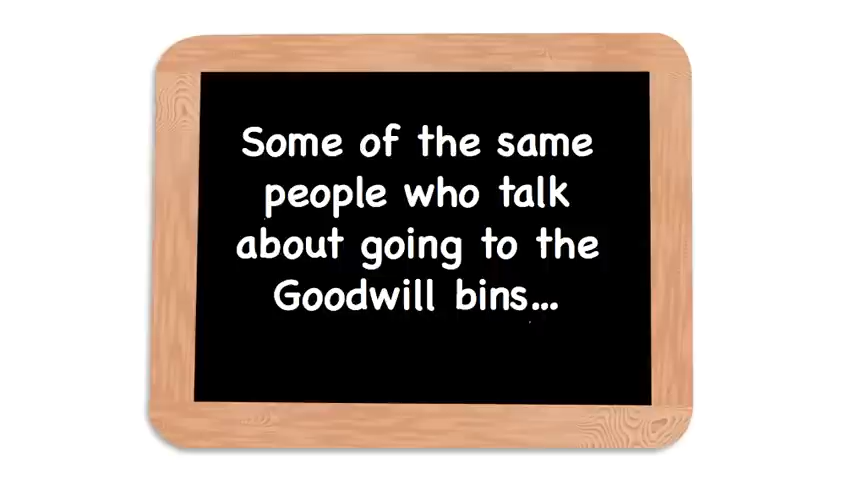 Some of the same
people who talk
about going to the
Goodwill bins...